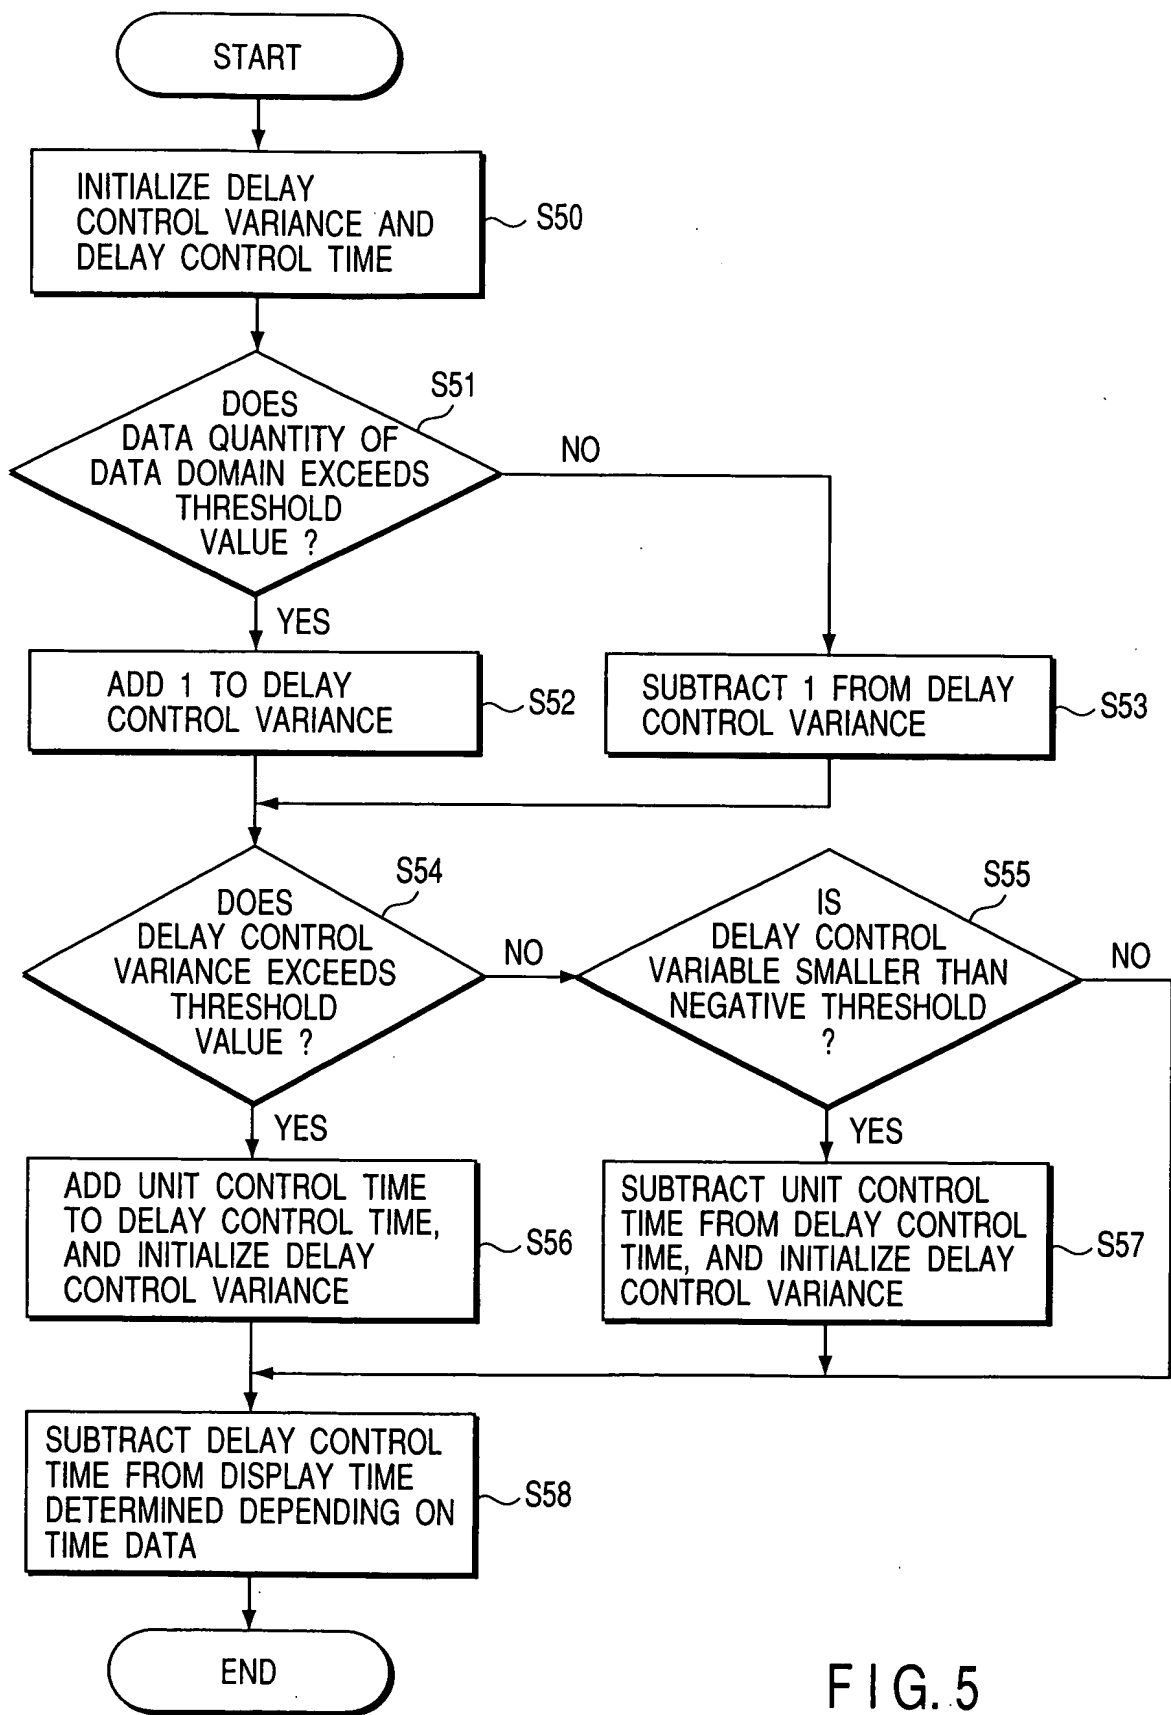 START
INITIALIZE DELAY
CONTROL VARIANCE AND
DELAY CONTROL TIME
S50
DOES
DATA QUANTITY OF
DATA DOMAIN EXCEEDS
THRESHOLD
VALUE ?
S51
NO
YES
ADD 1 TO DELAY
CONTROL VARIANCE
S52
SUBTRACT 1 FROM DELAY
CONTROL VARIANCE
S53
DOES
DELAY CONTROL
VARIANCE EXCEEDS
THRESHOLD
VALUE ?
S54
NO
YES
IS
DELAY CONTROL
VARIABLE SMALLER THAN
NEGATIVE THRESHOLD
?
S55
NO
YES
ADD UNIT CONTROL TIME
TO DELAY CONTROL TIME,
AND INITIALIZE DELAY
CONTROL VARIANCE
S56
SUBTRACT UNIT CONTROL
TIME FROM DELAY CONTROL
TIME, AND INITIALIZE DELAY
CONTROL VARIANCE
S57
SUBTRACT DELAY CONTROL
TIME FROM DISPLAY TIME
DETERMINED DEPENDING ON
TIME DATA
S58
END
FIG. 5